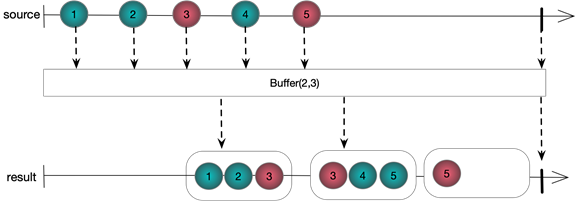 source 1 2 3 4 5
Buffer(2,3)
result 1 2 3 3 4 5 5